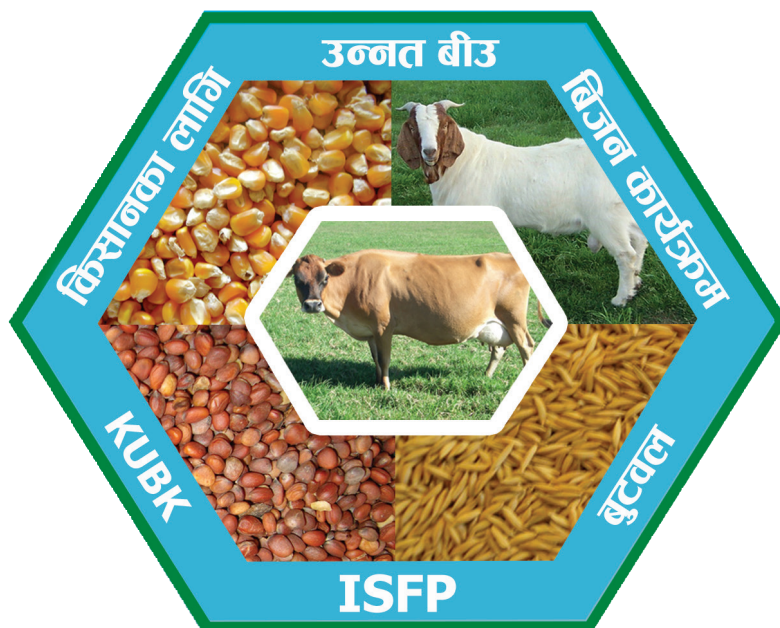 किसानका लागि
उन्नत बीउ
बिजन कार्यक्रम
KUBK
ISFP
बुटवल